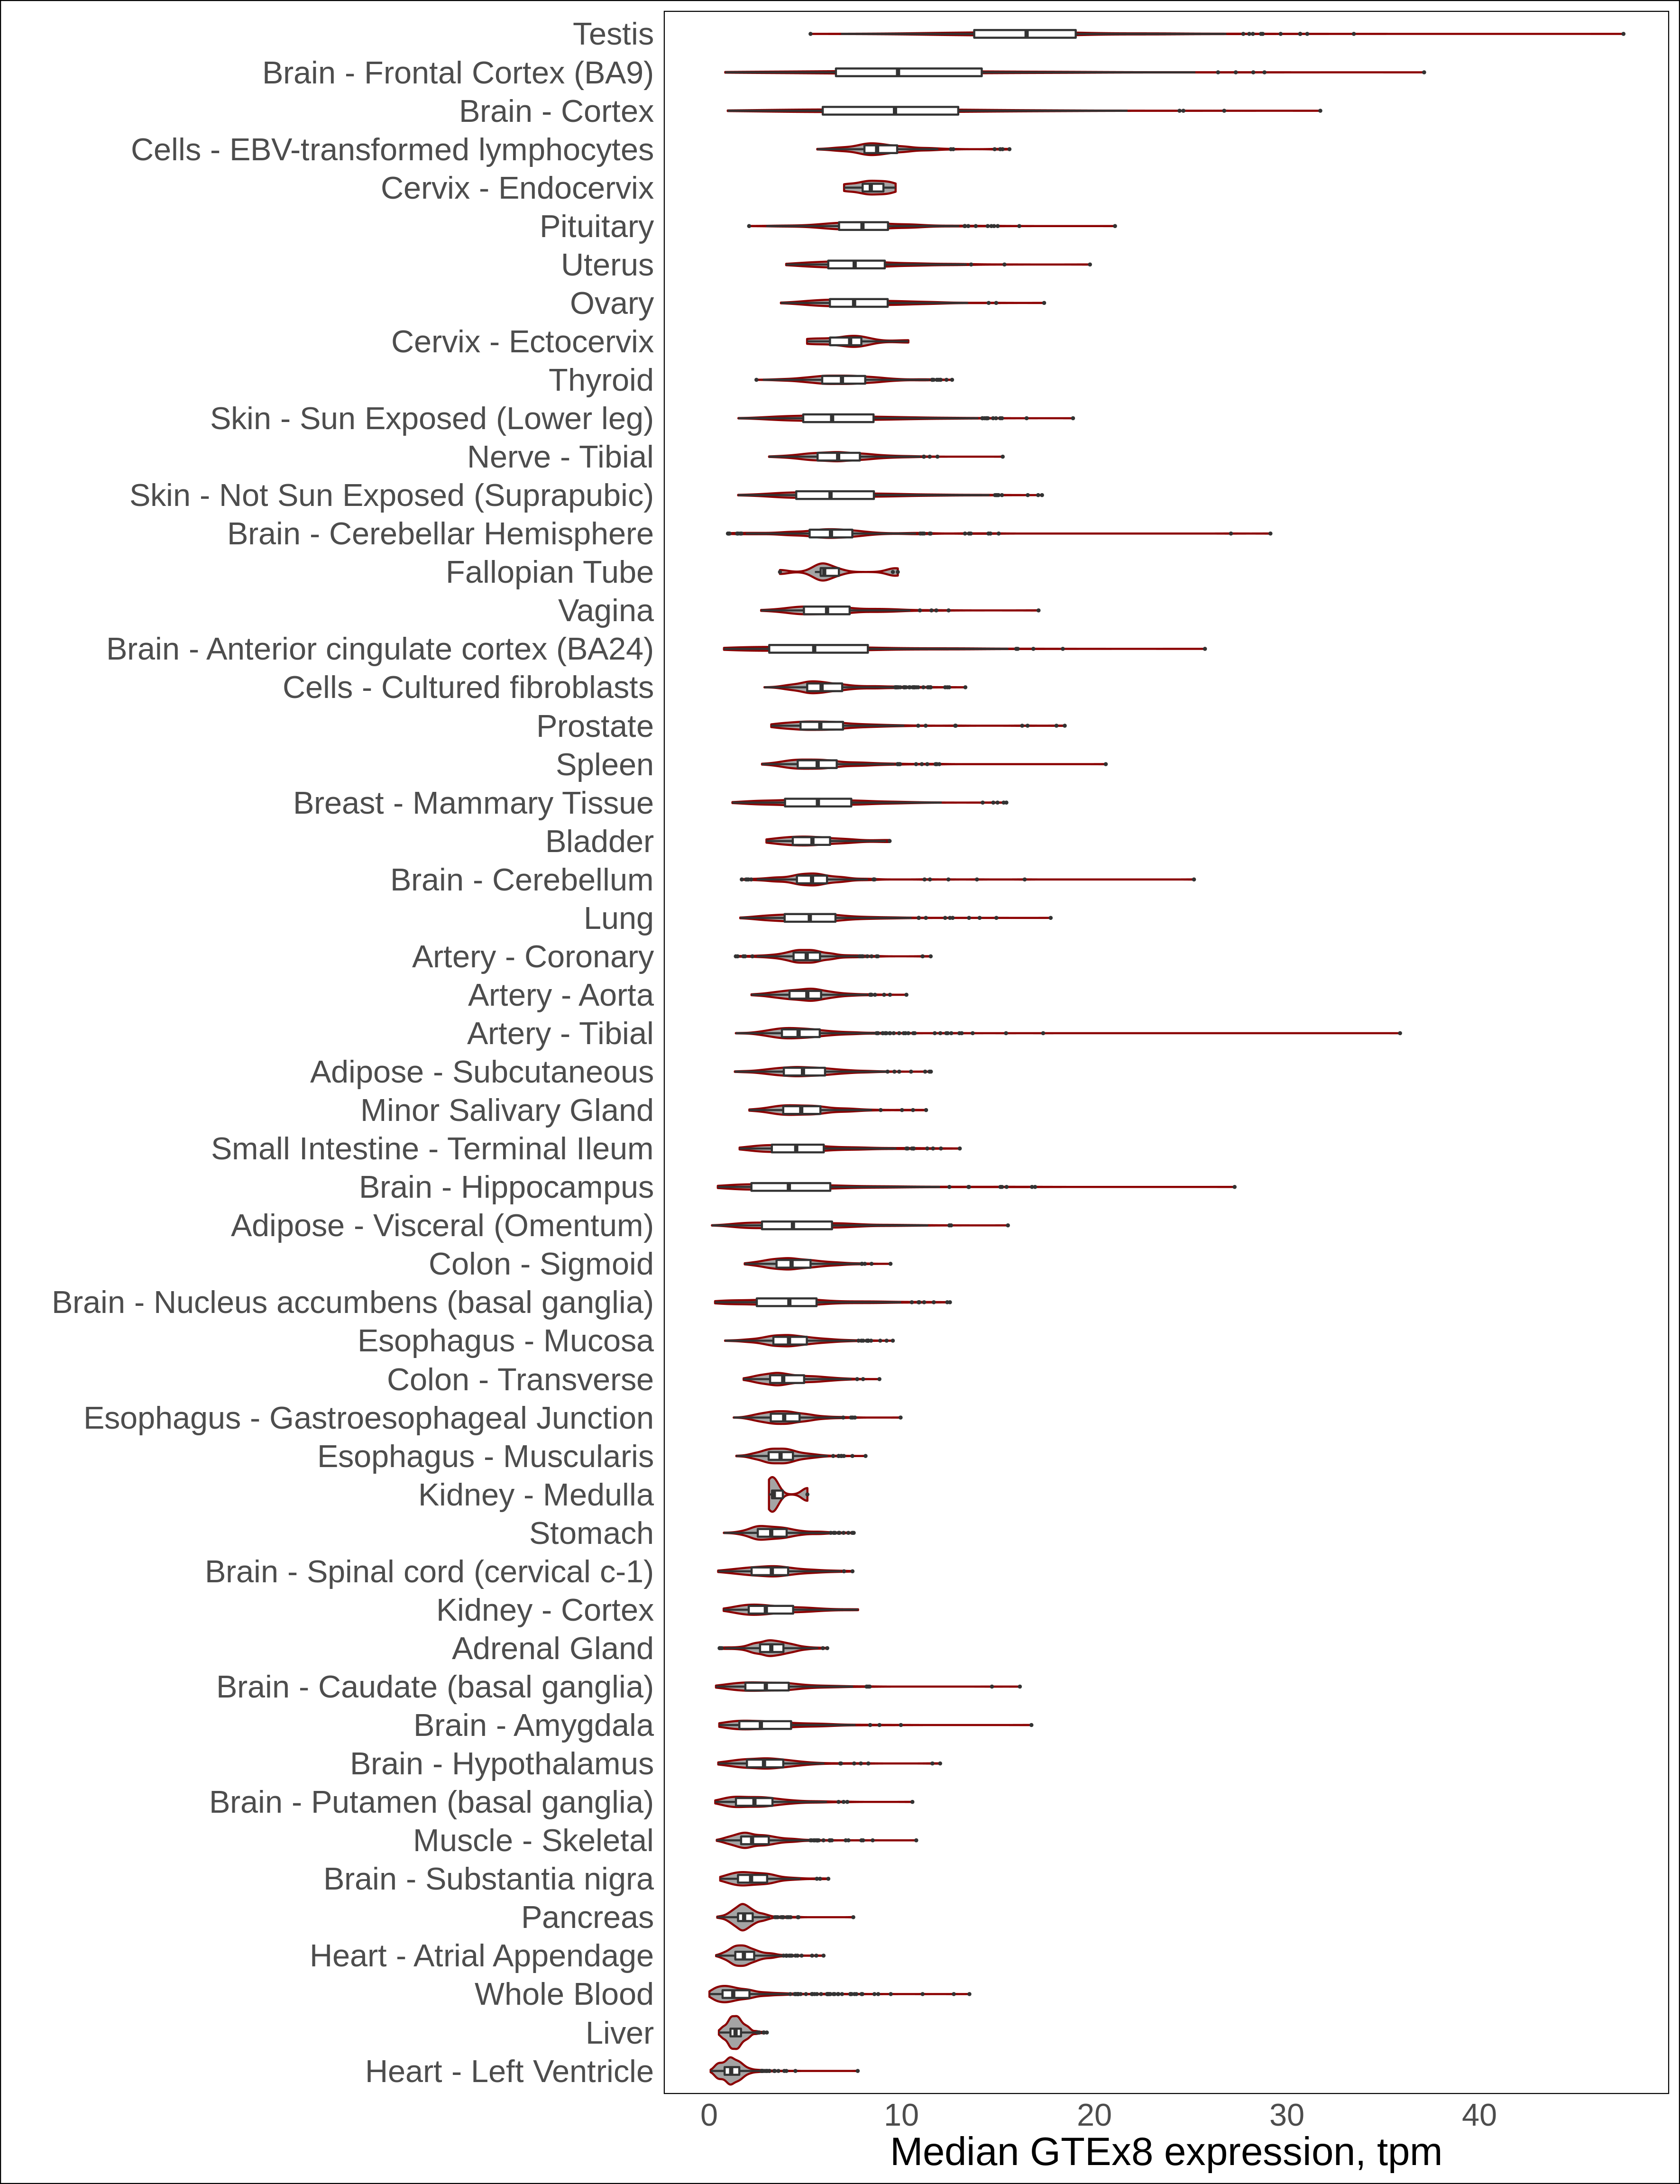 Testis
Brain - Frontal Cortex (BA9)
Brain - Cortex
Cells - EBV-transformed lymphocytes
Cervix - Endocervix
Pituitary
Uterus
Ovary
Cervix - Ectocervix
Thyroid
Skin - Sun Exposed (Lower leg)
Nerve - Tibial
Skin - Not Sun Exposed (Suprapubic)
Brain - Cerebellar Hemisphere
Fallopian Tube
Vagina
Brain - Anterior cingulate cortex (BA24)
Cells - Cultured fibroblasts
Prostate
Spleen
Breast - Mammary Tissue
Bladder
Brain - Cerebellum
Lung
Artery - Coronary
Artery - Aorta
Artery - Tibial
Adipose - Subcutaneous
Minor Salivary Gland
Small Intestine - Terminal Ileum
Brain - Hippocampus
Adipose - Visceral (Omentum)
Colon - Sigmoid
Brain - Nucleus accumbens (basal ganglia)
Esophagus - Mucosa
Colon - Transverse
Esophagus - Gastroesophageal Junction
Esophagus - Muscularis
Kidney - Medulla
Stomach
Brain - Spinal cord (cervical c-1)
Kidney - Cortex
Adrenal Gland
Brain - Caudate (basal ganglia)
Brain - Amygdala
Brain - Hypothalamus
Brain - Putamen (basal ganglia)
Muscle - Skeletal
Brain - Substantia nigra
Pancreas
Heart - Atrial Appendage
Whole Blood
Liver
Heart - Left Ventricle
0 10 20 30 40
Median GTEx8 expression, tpm